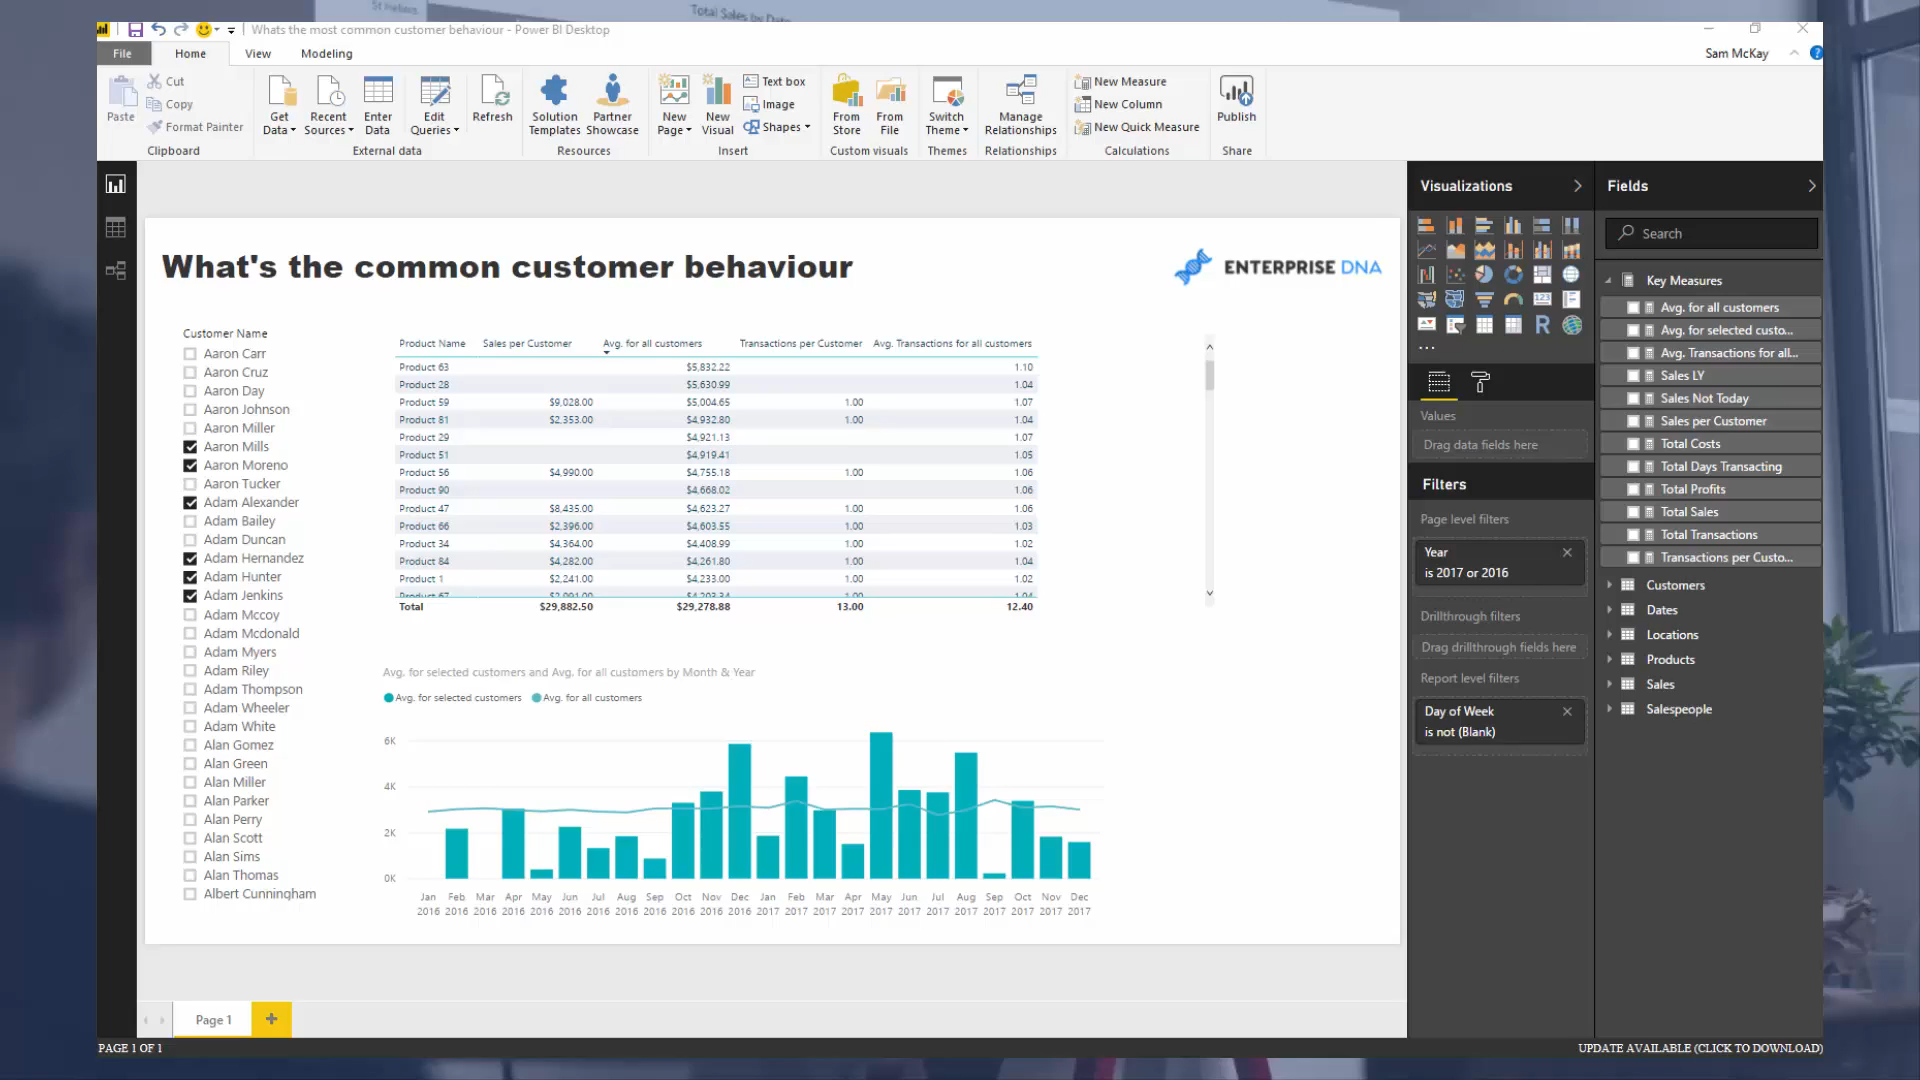 St Peters
Total Sales by Date
Whats the most common customer behaviour - Power BI Desktop
File Home View Modeling Sam McKay
Paste
Cut
Copy
Format Painter
Clipboard
Get Data
Recent Sources
Enter Data
Edit Queries
Refresh
External data
Solution Templates
Partner Showcase
Resources
New Page
New Visual
Text box
Image
Shapes
Insert
From Store
From File
Custom visuals
Switch Theme
Themes
Manage Relationships
Relationships
New Measure
New Column
New Quick Measure
Calculations
Publish
Share
What's the common customer behaviour
ENTERPRISE DNA
Customer Name
Aaron Carr
Aaron Cruz
Aaron Day
Aaron Johnson
Aaron Miller
Aaron Mills
Aaron Moreno
Aaron Tucker
Adam Alexander
Adam Bailey
Adam Duncan
Adam Hernandez
Adam Hunter
Adam Jenkins
Adam Mccoy
Adam Mcdonald
Adam Myers
Adam Riley
Adam Thompson
Adam Wheeler
Adam White
Alan Gomez
Alan Green
Alan Miller
Alan Parker
Alan Perry
Alan Scott
Alan Sims
Alan Thomas
Albert Cunningham
Product Name Sales per Customer Avg. for all customers Transactions per Customer Avg. Transactions for all customers
Product 63 $5,832.22 1.10
Product 28 $5,630.99 1.04
Product 59 $9,028.00 $5,004.65 1.00 1.07
Product 81 $2,353.00 $4,932.80 1.00 1.04
Product 29 $4,921.13 1.07
Product 51 $4,919.41 1.05
Product 56 $4,990.00 $4,755.18 1.00 1.06
Product 90 $4,668.02 1.06
Product 47 $8,435.00 $4,623.27 1.00 1.06
Product 66 $2,396.00 $4,603.55 1.00 1.03
Product 34 $4,364.00 $4,408.99 1.00 1.02
Product 84 $4,282.00 $4,261.80 1.00 1.04
Product 1 $2,241.00 $4,233.00 1.00 1.02
Product 67 $2,091.00 $4,203.34 1.00 1.04
Total $29,882.50 $29,278.88 13.00 12.40
Avg. for selected customers and Avg. for all customers by Month & Year
Avg. for selected customers Avg. for all customers
6K
4K
2K
0K
Jan Feb Mar Apr May Jun Jul Aug Sep Oct Nov Dec Jan Feb Mar Apr May Jun Jul Aug Sep Oct Nov Dec
2016 2016 2016 2016 2016 2016 2016 2016 2016 2016 2016 2016 2017 2017 2017 2017 2017 2017 2017 2017 2017 2017 2017 2017
Visualizations
123
R
Values
Drag data fields here
Filters
Page level filters
Year
is 2017 or 2016
Drillthrough filters
Drag drillthrough fields here
Report level filters
Day of Week
is not (Blank)
Fields
Search
Key Measures
Avg. for all customers
Avg. for selected custo...
Avg. Transactions for all...
Sales LY
Sales Not Today
Sales per Customer
Total Costs
Total Days Transacting
Total Profits
Total Sales
Total Transactions
Transactions per Custo...
Customers
Dates
Locations
Products
Sales
Salespeople
Page 1
PAGE 1 OF 1
UPDATE AVAILABLE (CLICK TO DOWNLOAD)